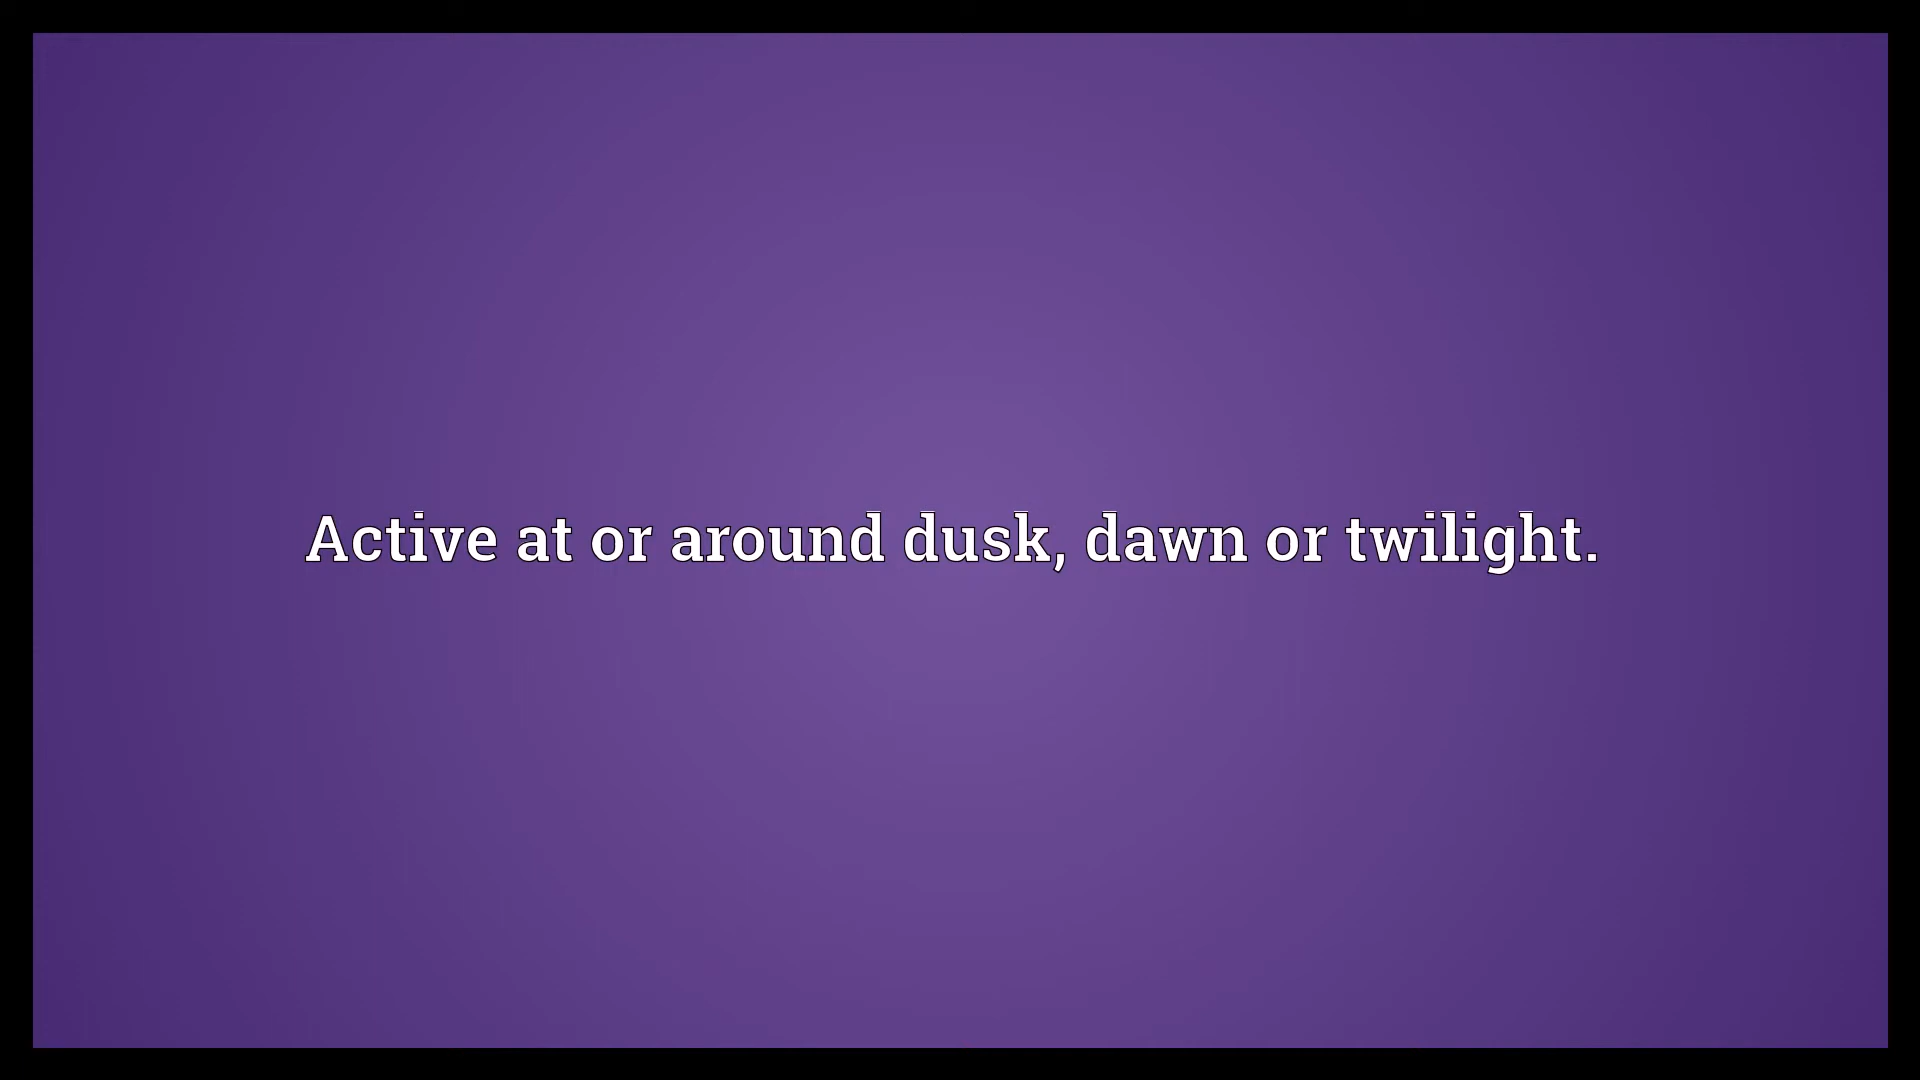 Active at or around dusk, dawn or twilight.